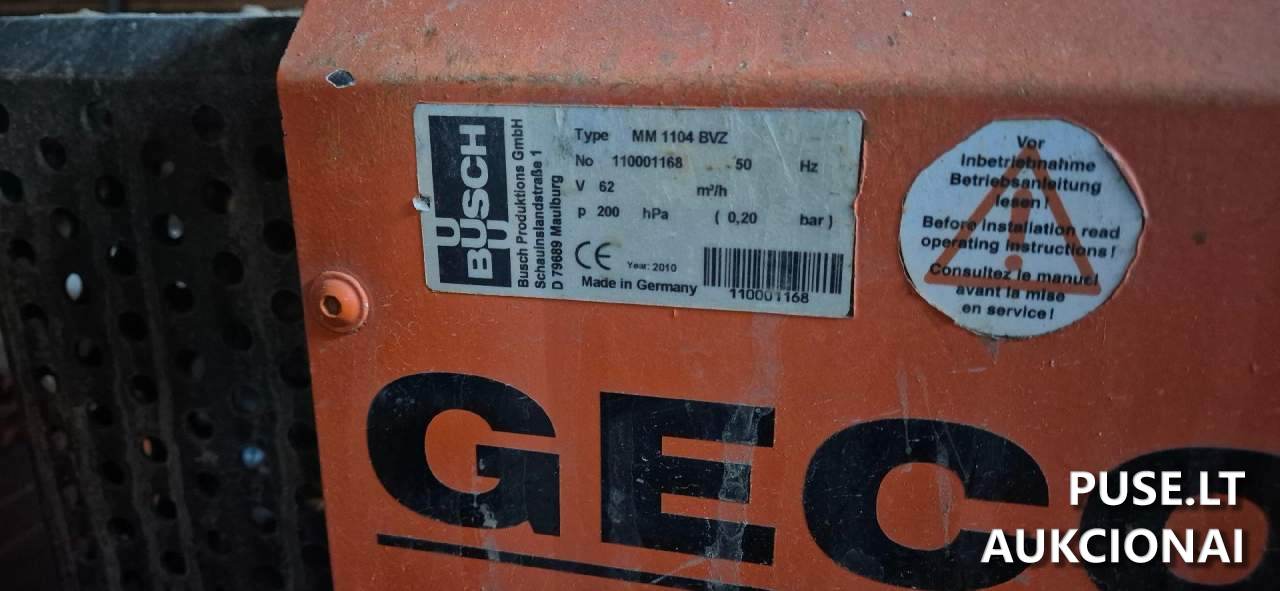 BUSCH
Busch Produktions GmbH
Schauinslandstraße 1
D 79689 Maulburg
Type MM 1104 BVZ
No 110001168 50 Hz
V 62 m³/h
p 200 hPa ( 0,20 bar )
CE Year: 2010
Made in Germany
110001168
Vor
Inbetriebnahme
Betriebsanleitung
lesen!
Before installation read
operating instructions!
Consultez le manuel
avant la mise
en service!
GECO
PUSE.LT
AUKCIONAI